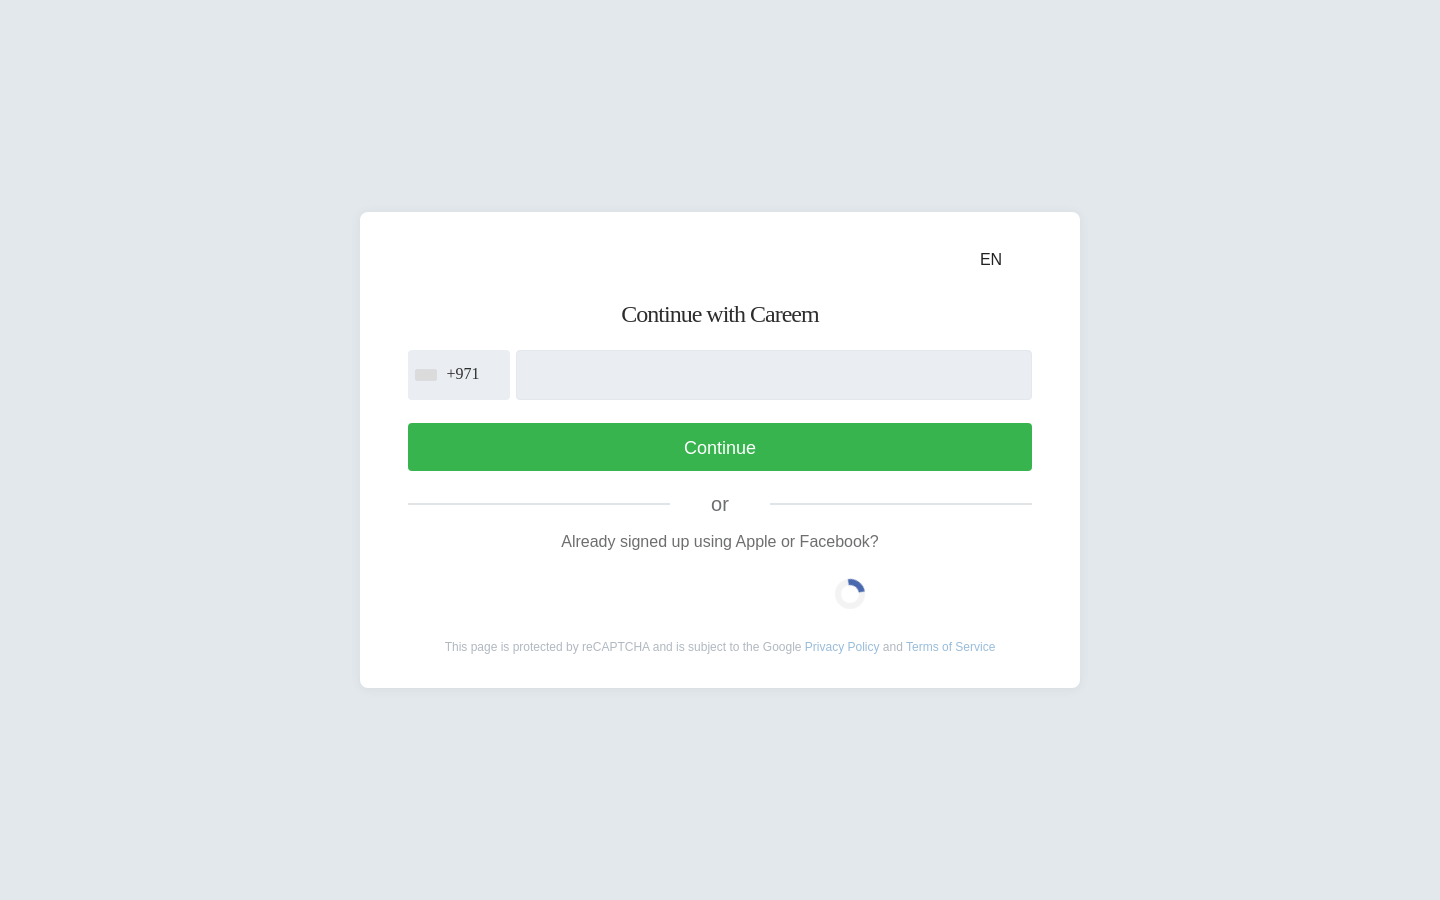 EN
Continue with Careem
+971
Continue
or
Already signed up using Apple or Facebook?
This page is protected by reCAPTCHA and is subject to the Google Privacy Policy and Terms of Service